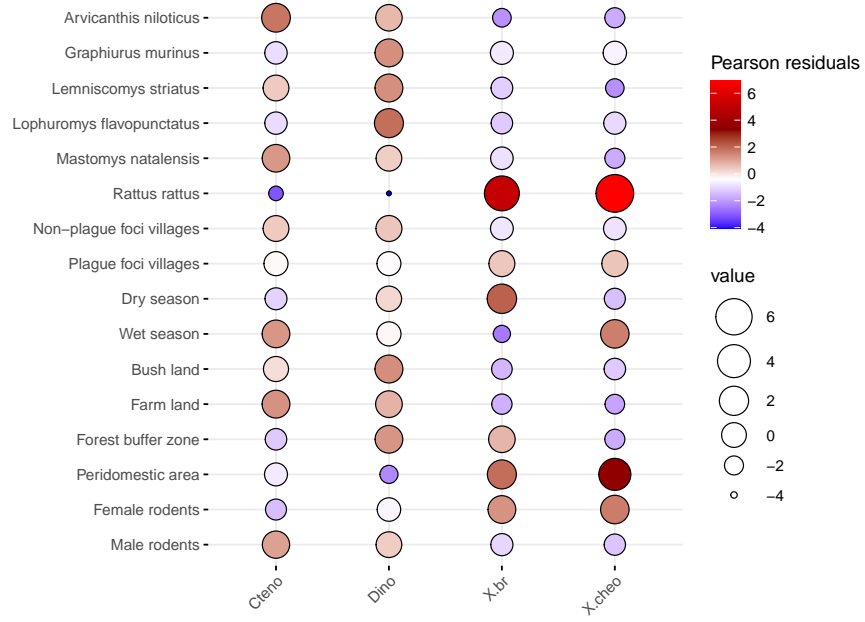 Arvicanthis niloticus
Graphiurus murinus
Lemniscomys striatus
Lophuromys flavopunctatus
Mastomys natalensis
Rattus rattus
Non−plague foci villages
Plague foci villages
Dry season
Wet season
Bush land
Farm land
Forest buffer zone
Peridomestic area
Female rodents
Male rodents
Cteno
Dino
X.br
X.cheo
Pearson residuals
6
4
2
0
−2
−4
value
6
4
2
0
−2
−4